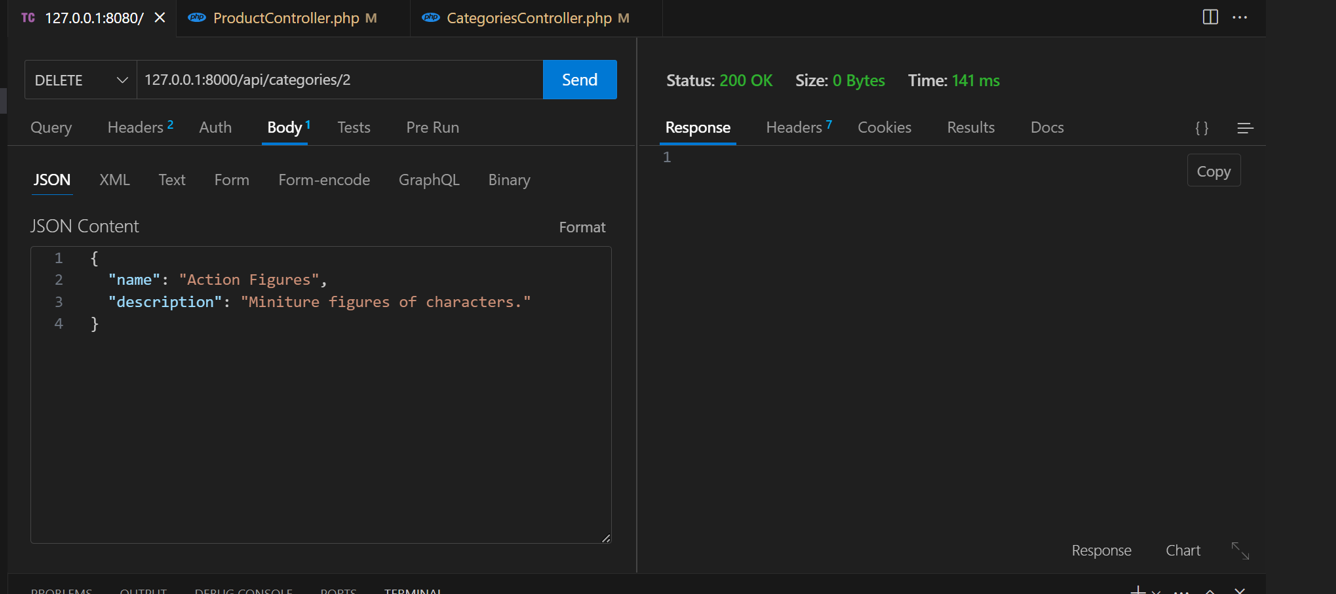 TC 127.0.0.1:8080/ × php ProductController.php M php CategoriesController.php M ...
DELETE 127.0.0.1:8000/api/categories/2 Send
Status: 200 OK Size: 0 Bytes Time: 141 ms
Query Headers 2 Auth Body 1 Tests Pre Run
Response Headers 7 Cookies Results Docs { }
1
Copy
JSON XML Text Form Form-encode GraphQL Binary
JSON Content Format
1 {
2 "name": "Action Figures",
3 "description": "Miniture figures of characters."
4 }
Response Chart
PROBLEMS OUTPUT DEBUG CONSOLE PORTS TERMINAL